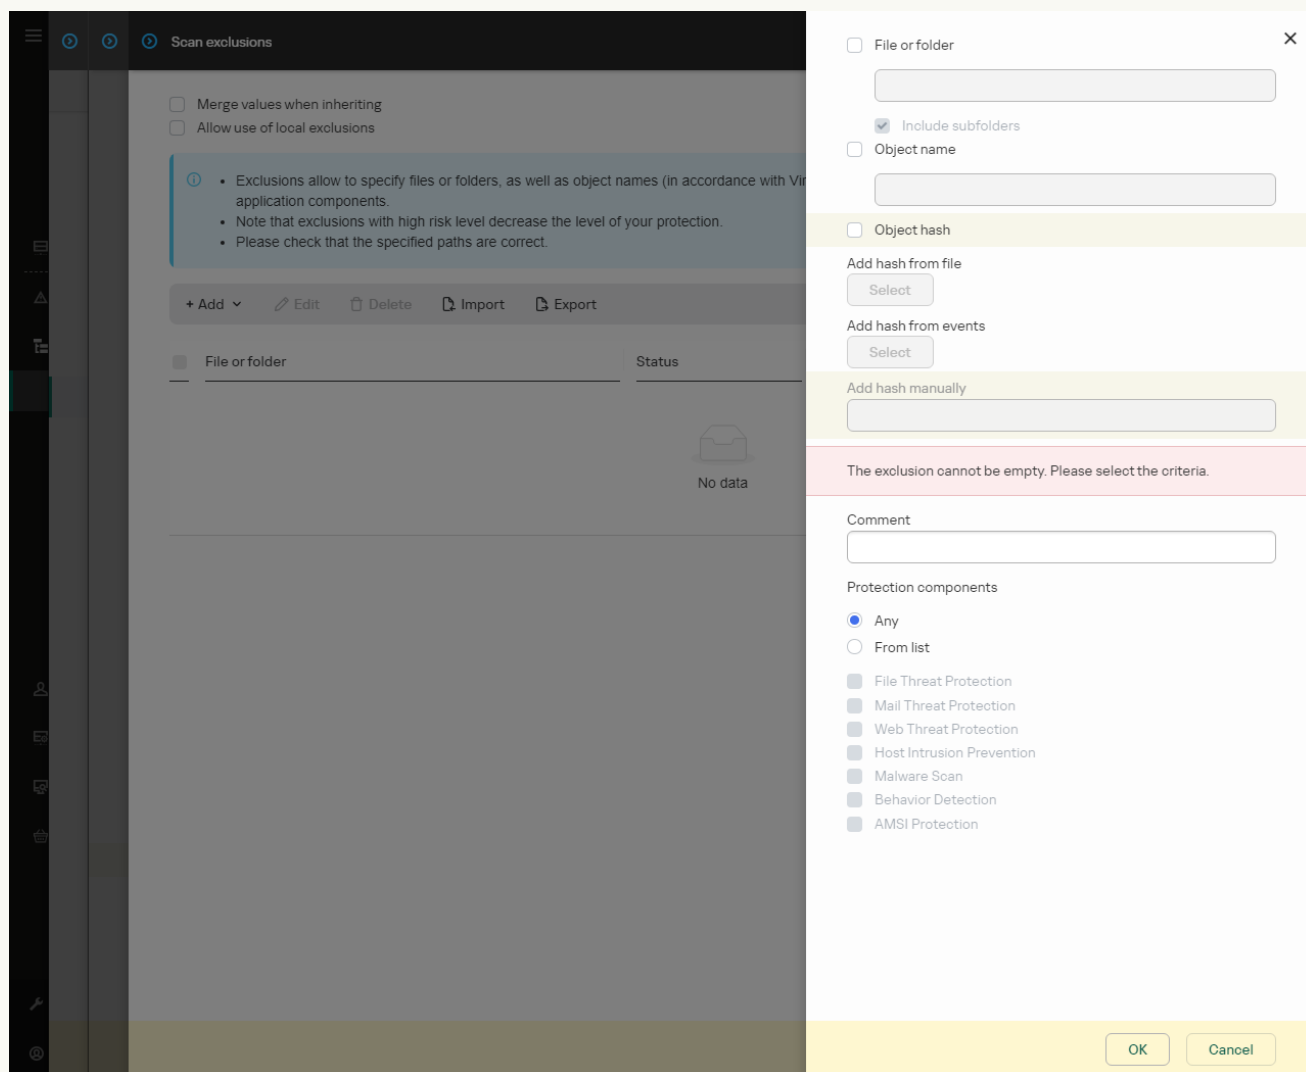 Scan exclusions
Merge values when inheriting
Allow use of local exclusions
• Exclusions allow to specify files or folders, as well as object names (in accordance with Vir
application components.
• Note that exclusions with high risk level decrease the level of your protection.
• Please check that the specified paths are correct.
+ Add Edit Delete Import Export
File or folder Status
No data
File or folder
Include subfolders
Object name
Object hash
Add hash from file
Select
Add hash from events
Select
Add hash manually
The exclusion cannot be empty. Please select the criteria.
Comment
Protection components
Any
From list
File Threat Protection
Mail Threat Protection
Web Threat Protection
Host Intrusion Prevention
Malware Scan
Behavior Detection
AMSI Protection
OK Cancel